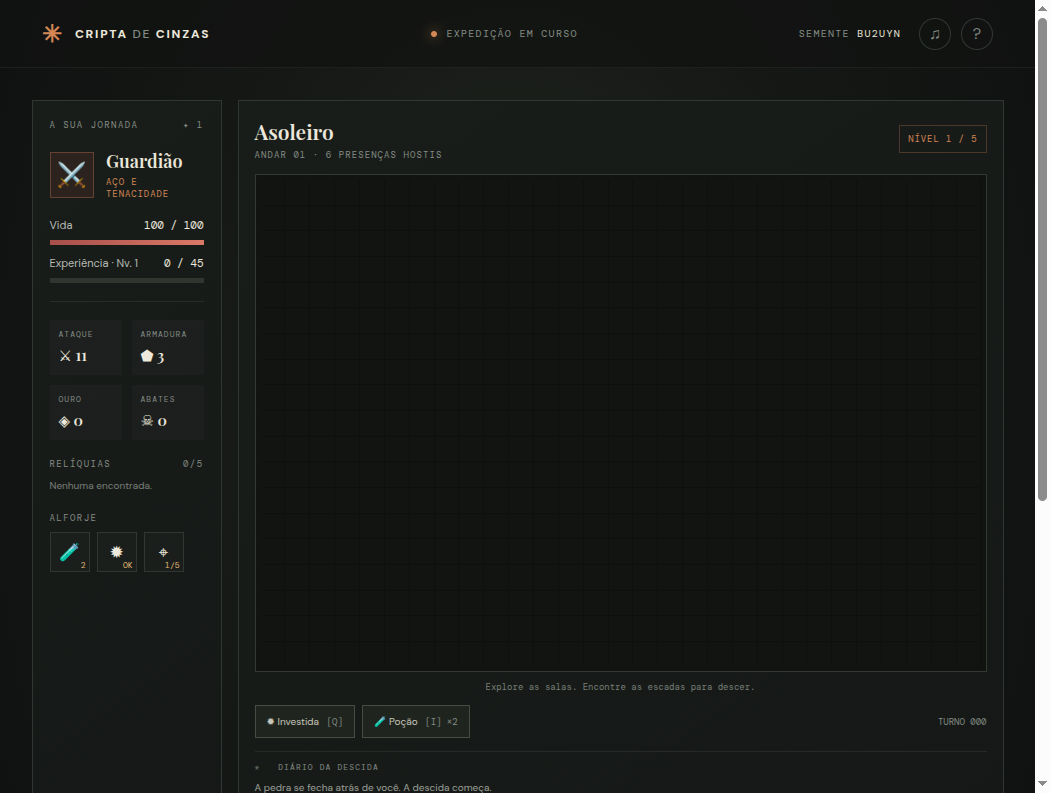 CRIPTA DE CINZAS
EXPEDIÇÃO EM CURSO
SEMENTE BU2UYN
?
A SUA JORNADA
✦ 1
Guardião
AÇO E
TENACIDADE
Vida
100 / 100
Experiência · Nv. 1
0 / 45
ATAQUE
11
ARMADURA
3
OURO
0
ABATES
0
RELÍQUIAS
0/5
Nenhuma encontrada.
ALFORJE
2
OK
1/5
Asoleiro
ANDAR 01 · 6 PRESENÇAS HOSTIS
NÍVEL 1 / 5
Explore as salas. Encontre as escadas para descer.
Investida [Q]
Poção [I] ×2
TURNO 000
DIÁRIO DA DESCIDA
A pedra se fecha atrás de você. A descida começa.